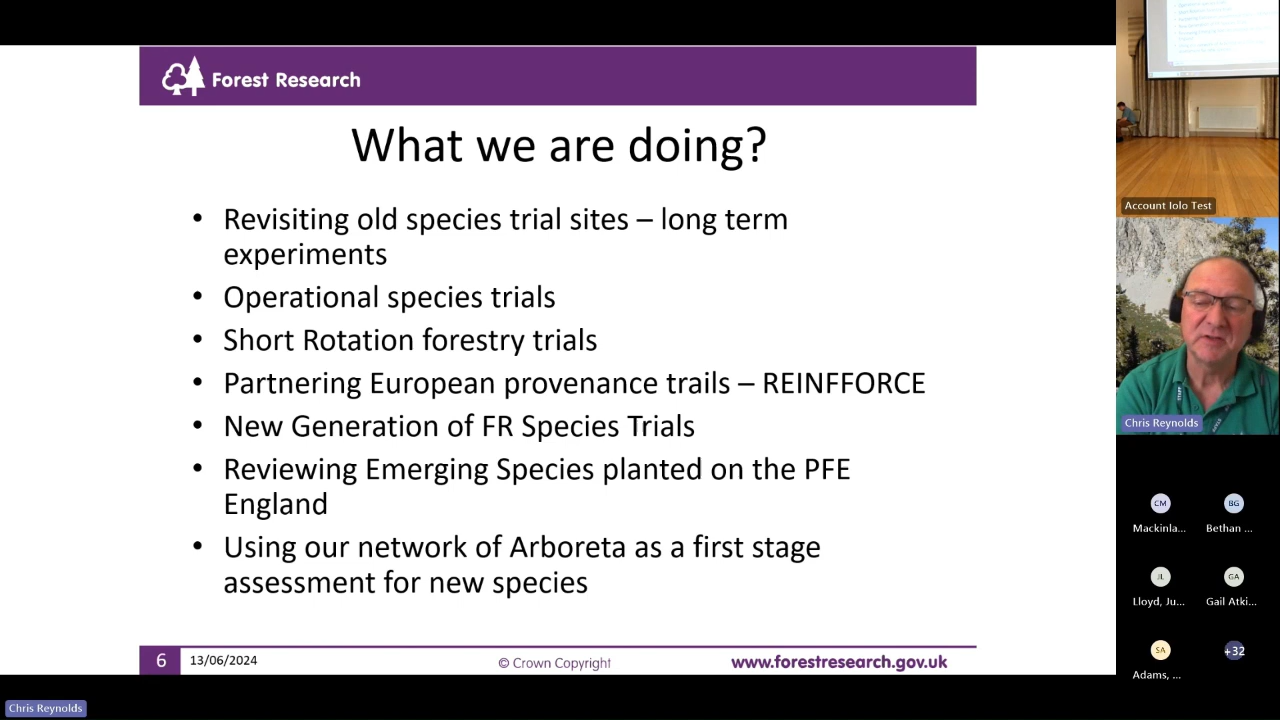 Forest Research
What we are doing?
• Revisiting old species trial sites – long term
experiments
• Operational species trials
• Short Rotation forestry trials
• Partnering European provenance trails – REINFFORCE
• New Generation of FR Species Trials
• Reviewing Emerging Species planted on the PFE
England
• Using our network of Arboreta as a first stage
assessment for new species
6
13/06/2024
© Crown Copyright
www.forestresearch.gov.uk
Chris Reynolds
Account Iolo Test
Chris Reynolds
CM
BG
Mackinla...
Bethan ...
JL
GA
Lloyd, Ju...
Gail Atki...
SA
+32
Adams, ...